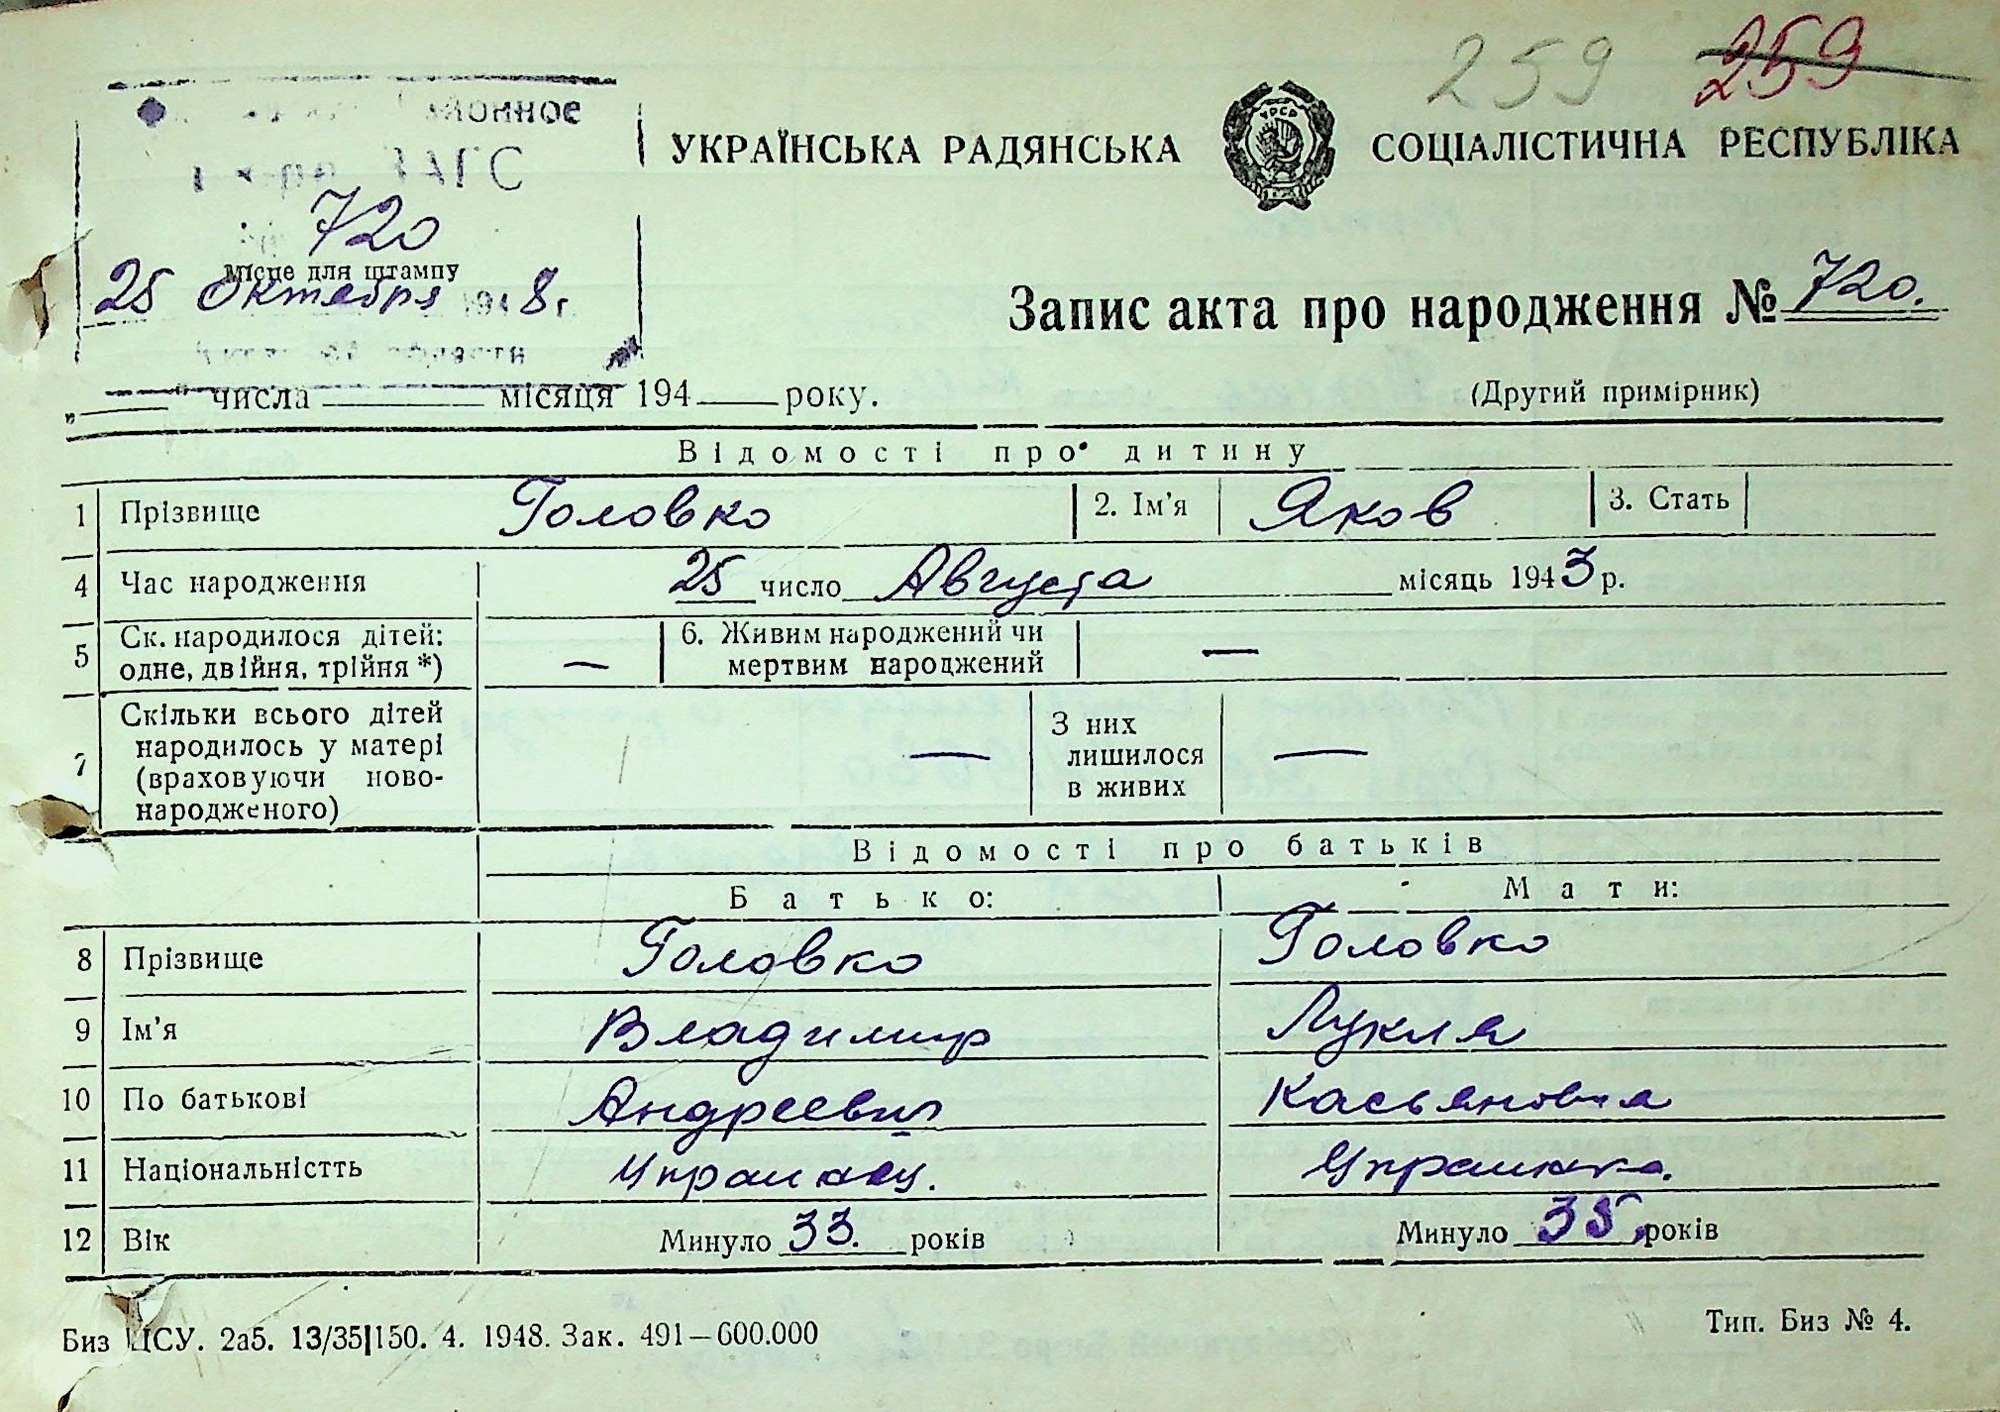 259 259
УКРАЇНСЬКА РАДЯНСЬКА СОЦІАЛІСТИЧНА РЕСПУБЛІКА
ЗАГС
720
місце для штампу
25 Октября 1948 г.
области
Запис акта про народження № 720.
„ " числа місяця 194 року.
(Другий примірник)
Відомості про дитину
1 Прізвище Головко 2. Ім'я Яков 3. Стать
4 Час народження 25 число Августа місяць 1943 р.
5 Ск. народилося дітей: одне, двійня, трійня *) — 6. Живим народжений чи мертвим народжений —
7 Скільки всього дітей народилось у матері (враховуючи новонародженого) — З них лишилося в живих —
Відомості про батьків
Батько: Мати:
8 Прізвище Головко Головко
9 Ім'я Владимир Лукия
10 По батькові Андреевич Касьяновна
11 Національністть Украинец. Украинка.
12 Вік Минуло 33. років Минуло 35, років
Биз ЦСУ. 2а5. 13/35|150. 4. 1948. Зак. 491—600.000
Тип. Биз № 4.